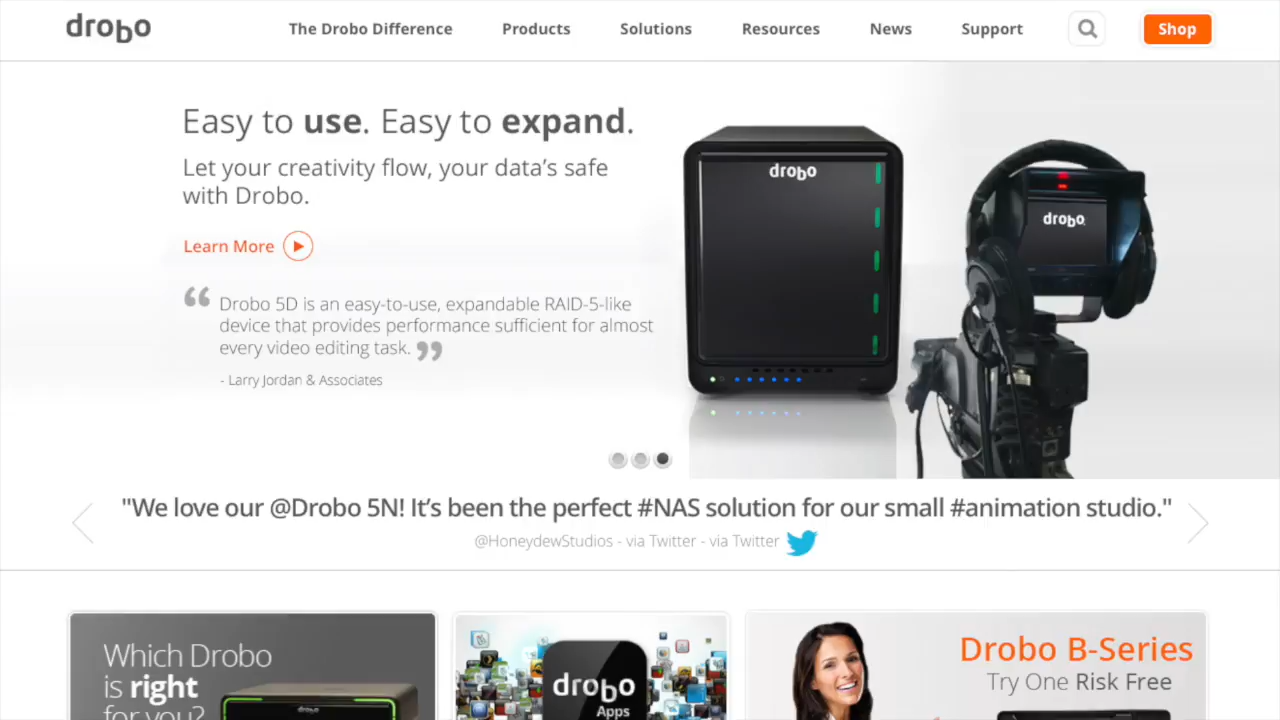 drobo
The Drobo Difference
Products
Solutions
Resources
News
Support
Shop
Easy to use. Easy to expand.
Let your creativity flow, your data’s safe
with Drobo.
Learn More
“ Drobo 5D is an easy-to-use, expandable RAID-5-like
device that provides performance sufficient for almost
every video editing task. ”
- Larry Jordan & Associates
drobo
drobo
"We love our @Drobo 5N! It’s been the perfect #NAS solution for our small #animation studio."
@HoneydewStudios - via Twitter - via Twitter
Which Drobo
is right
for you?
drobo
drobo
Apps
Drobo B-Series
Try One Risk Free